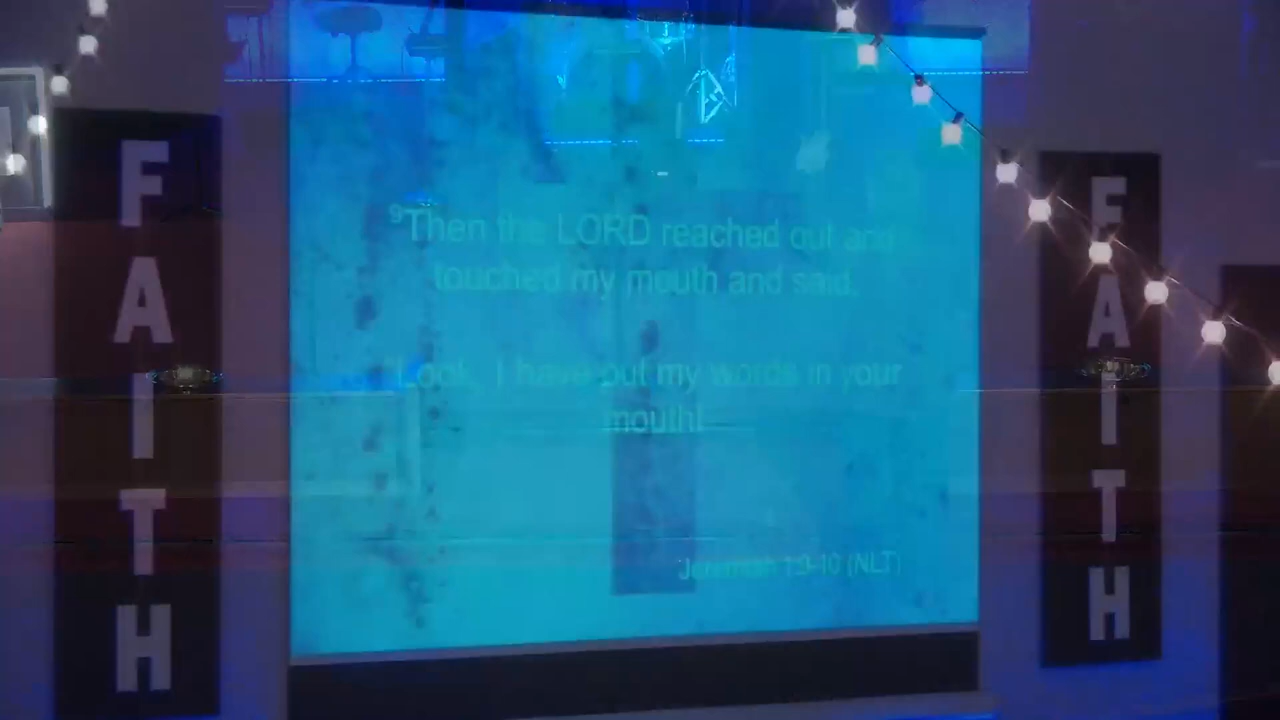 FAITH
⁹Then the LORD reached out and
touched my mouth and said,
"Look, I have put my words in your
mouth!
Jeremiah 1:9-10 (NLT)
FAITH